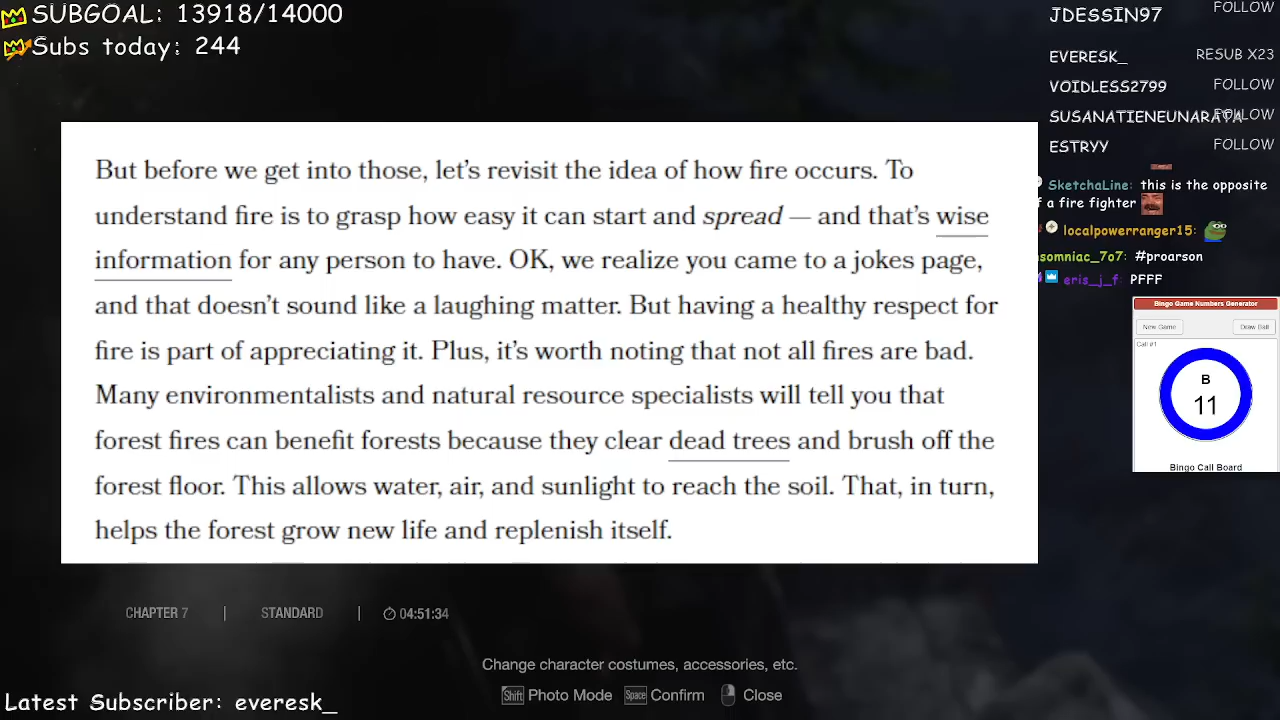 SUBGOAL: 13918/14000
Subs today: 244
JDESSIN97 FOLLOW
EVERESK_ RESUB X23
VOIDLESS2799 FOLLOW
SUSANATIENEUNARATA FOLLOW
ESTRYY FOLLOW
But before we get into those, let's revisit the idea of how fire occurs. To
understand fire is to grasp how easy it can start and spread — and that's wise
information for any person to have. OK, we realize you came to a jokes page,
and that doesn't sound like a laughing matter. But having a healthy respect for
fire is part of appreciating it. Plus, it's worth noting that not all fires are bad.
Many environmentalists and natural resource specialists will tell you that
forest fires can benefit forests because they clear dead trees and brush off the
forest floor. This allows water, air, and sunlight to reach the soil. That, in turn,
helps the forest grow new life and replenish itself.
SketchaLine: this is the opposite
f a fire fighter
localpowerranger15:
somniac_7o7: #proarson
eris_j_f: PFFF
Bingo Game Numbers Generator
New Game Draw Ball
Call #1
B
11
Bingo Call Board
CHAPTER 7 | STANDARD | 04:51:34
Change character costumes, accessories, etc.
Shift Photo Mode Space Confirm Close
Latest Subscriber: everesk_